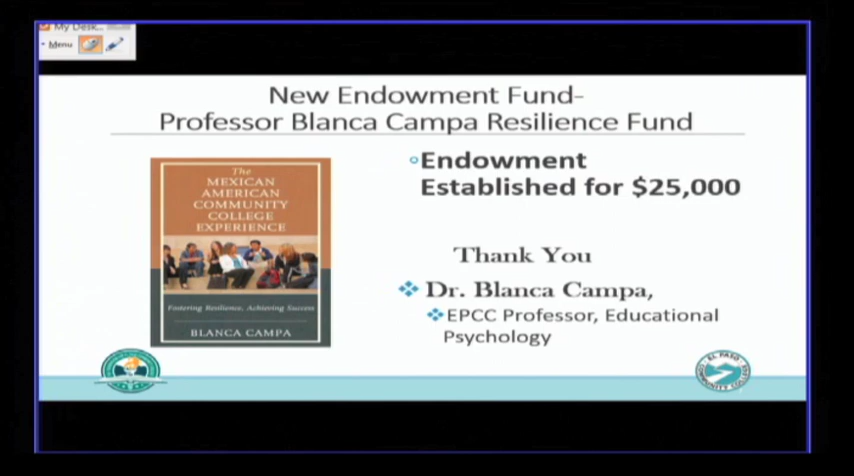 My Desk...
Menu
New Endowment Fund-
Professor Blanca Campa Resilience Fund
Endowment
Established for $25,000
The
MEXICAN
AMERICAN
COMMUNITY
COLLEGE
EXPERIENCE
Fostering Resilience, Achieving Success
BLANCA CAMPA
Thank You
Dr. Blanca Campa,
EPCC Professor, Educational
Psychology
EL PASO
COMMUNITY COLLEGE